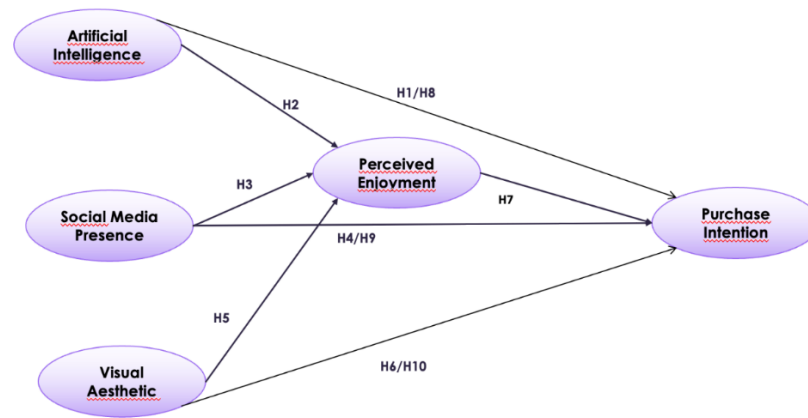 Artificial
Intelligence
H1/H8
H2
Perceived
Enjoyment
H3
H7
Social Media
Presence
Purchase
Intention
H4/H9
H5
Visual
Aesthetic
H6/H10